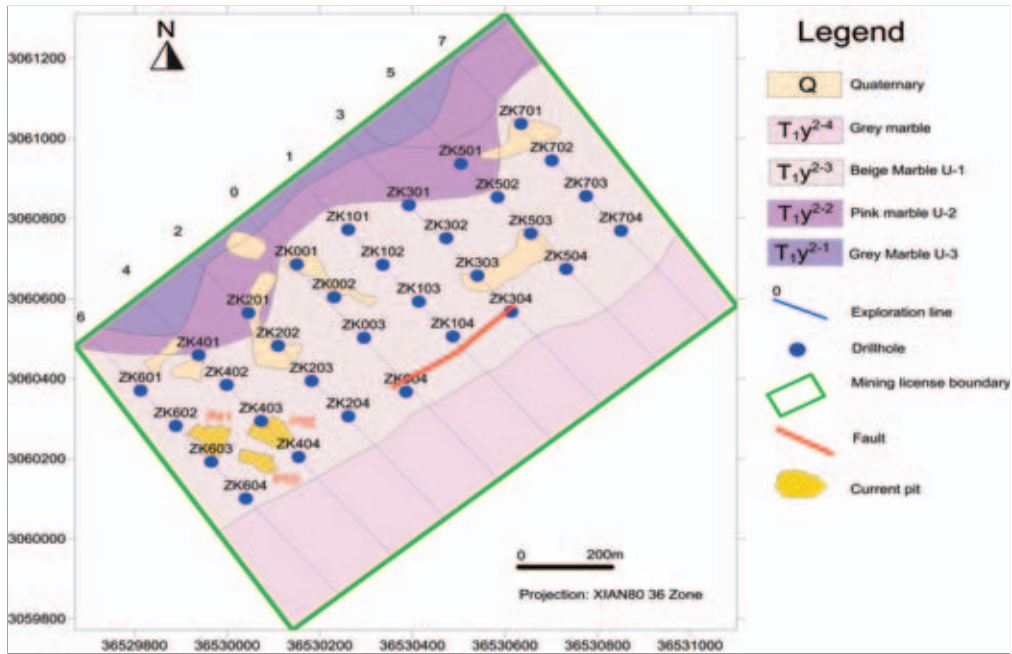 N
Legend
Q Quaternary
T₁y²⁻⁴ Grey marble
T₁y²⁻³ Beige Marble U-1
T₁y²⁻² Pink marble U-2
T₁y²⁻¹ Grey Marble U-3
0
Exploration line
Drillhole
Mining license boundary
Fault
Current pit
3061200
3061000
3060800
3060600
3060400
3060200
3060000
3059800
7
5
3
1
0
2
4
6
ZK701
ZK501 ZK702
ZK301 ZK502 ZK703
ZK101 ZK302 ZK503 ZK704
ZK001 ZK102 ZK303 ZK504
ZK201 ZK002 ZK103 ZK304
ZK401 ZK202 ZK003 ZK104
ZK601 ZK402 ZK203
ZK602 ZK403 ZK204
ZK603 ZK404
ZK604
0 200m
Projection: XIAN80 36 Zone
36529800 36530000 36530200 36530400 36530600 36530800 36531000